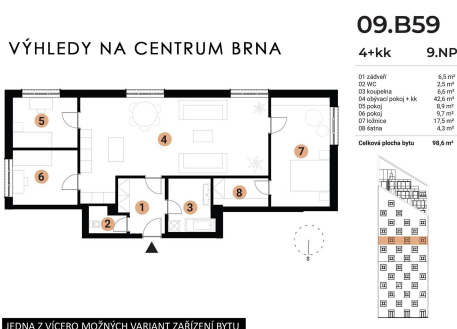 VÝHLEDY NA CENTRUM BRNA
09.B59
4+kk 9.NP
01 zádveří 6,5 m²
02 WC 2,5 m²
03 koupelna 6,6 m²
04 obývací pokoj + kk 42,6 m²
05 pokoj 8,9 m²
06 pokoj 9,7 m²
07 ložnice 17,5 m²
08 šatna 4,3 m²
Celková plocha bytu 98,6 m²
5
4
7
6
8
1
3
2
JEDNA Z VÍCERO MOŽNÝCH VARIANT ZAŘÍZENÍ BYTU